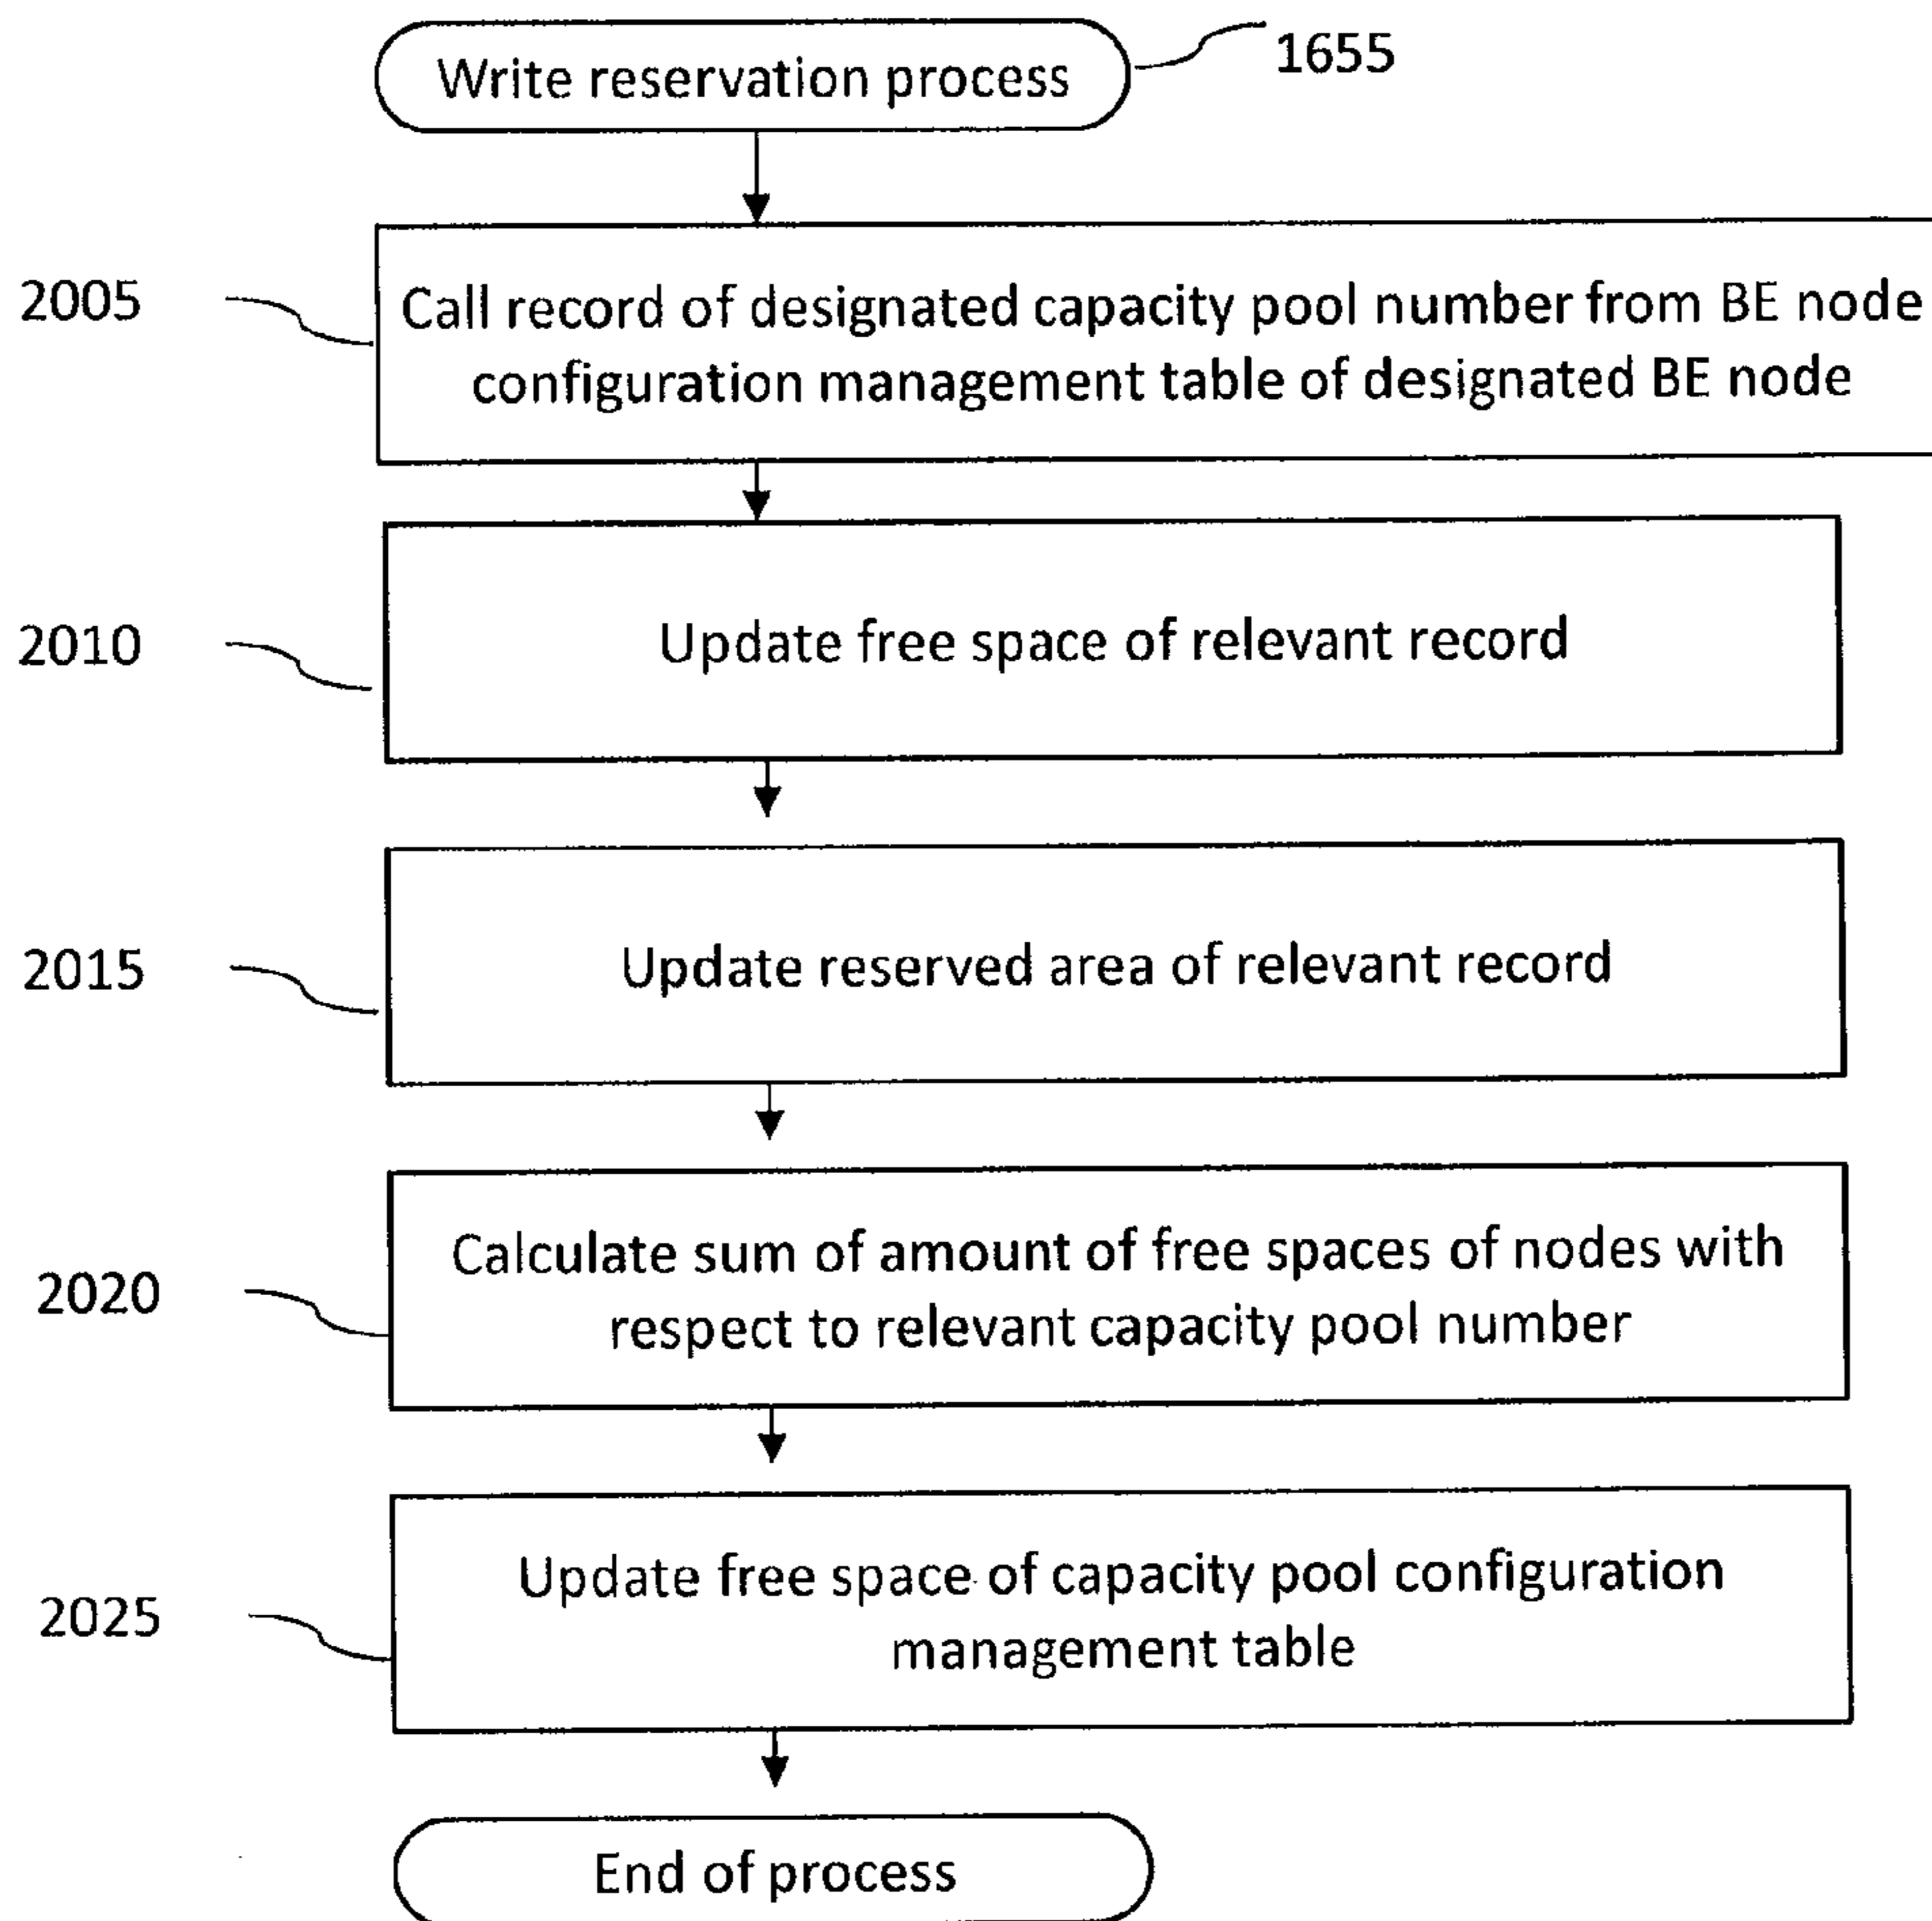 Write reservation process
1655
2005
Call record of designated capacity pool number from BE node
configuration management table of designated BE node
2010
Update free space of relevant record
2015
Update reserved area of relevant record
2020
Calculate sum of amount of free spaces of nodes with
respect to relevant capacity pool number
2025
Update free space of capacity pool configuration
management table
End of process